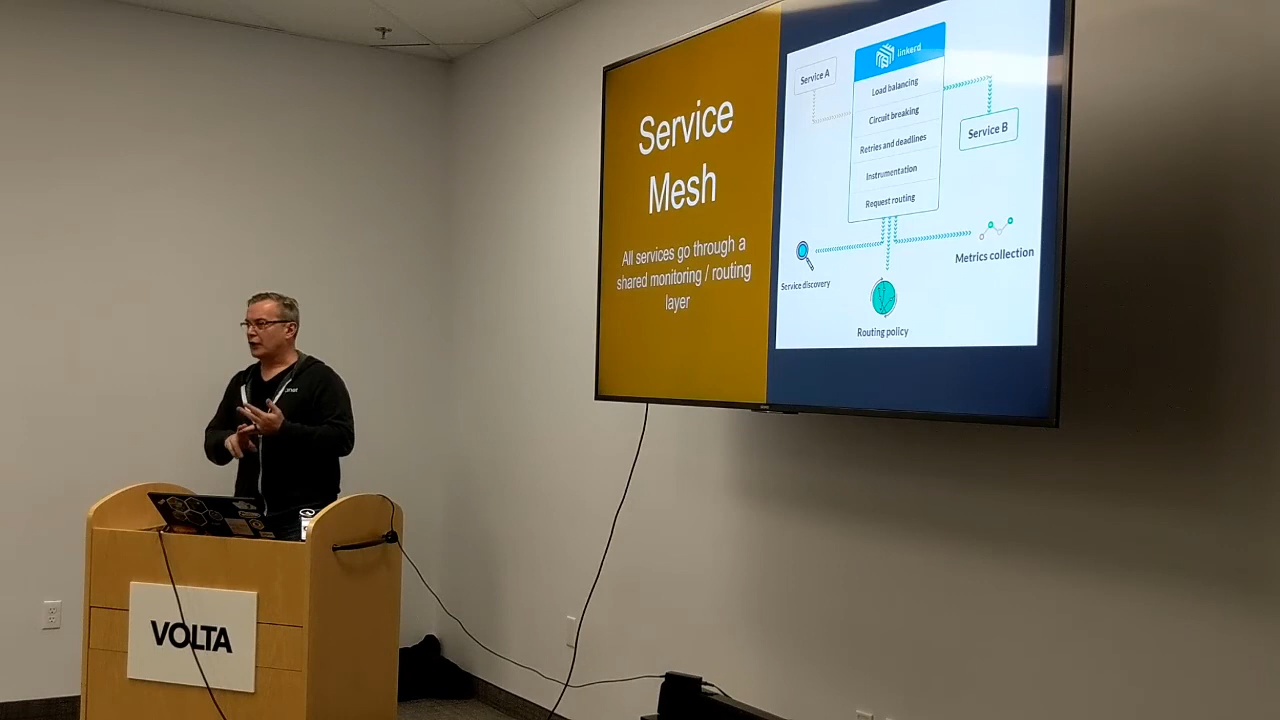 Service
Mesh
All services go through a
shared monitoring / routing
layer
linkerd
Service A
Load balancing
Circuit breaking
Retries and deadlines
Instrumentation
Request routing
Service B
Service discovery
Metrics collection
Routing policy
VOLTA